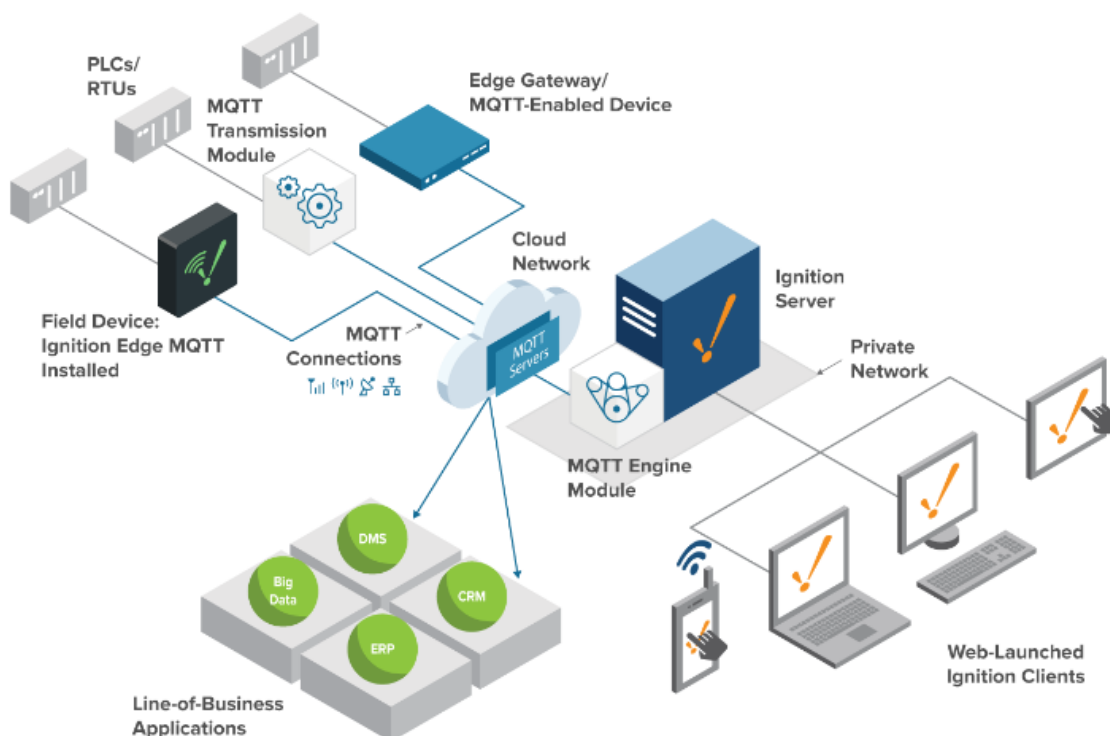 PLCs/
RTUs
MQTT
Transmission
Module
Edge Gateway/
MQTT-Enabled Device
Field Device:
Ignition Edge MQTT
Installed
MQTT
Connections
Cloud
Network
MQTT
Servers
Ignition
Server
Private
Network
MQTT Engine
Module
DMS
Big
Data
CRM
ERP
Line-of-Business
Applications
Web-Launched
Ignition Clients